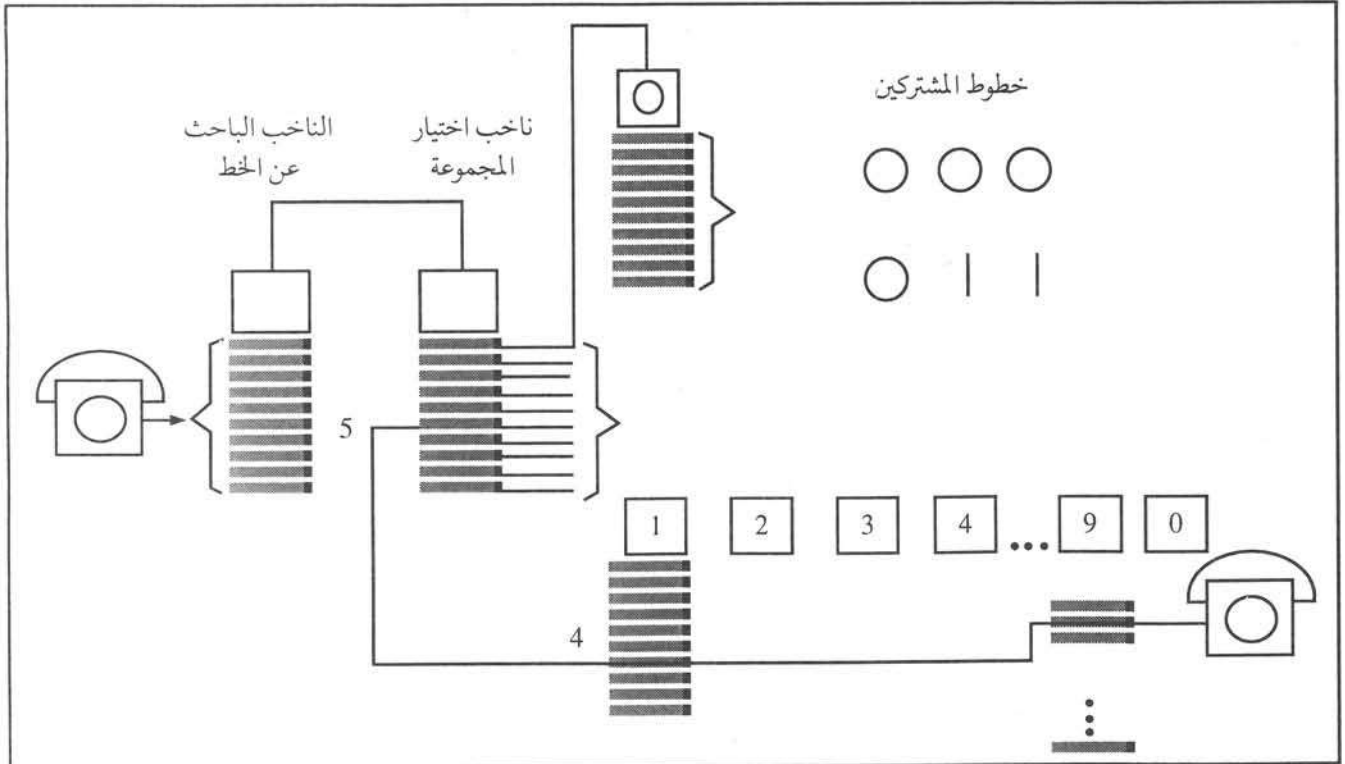 خطوط المشتركين
ناخب اختيار
المجموعة
الناخب الباحث
عن الخط
5
1 2 3 4 ... 9 0
4